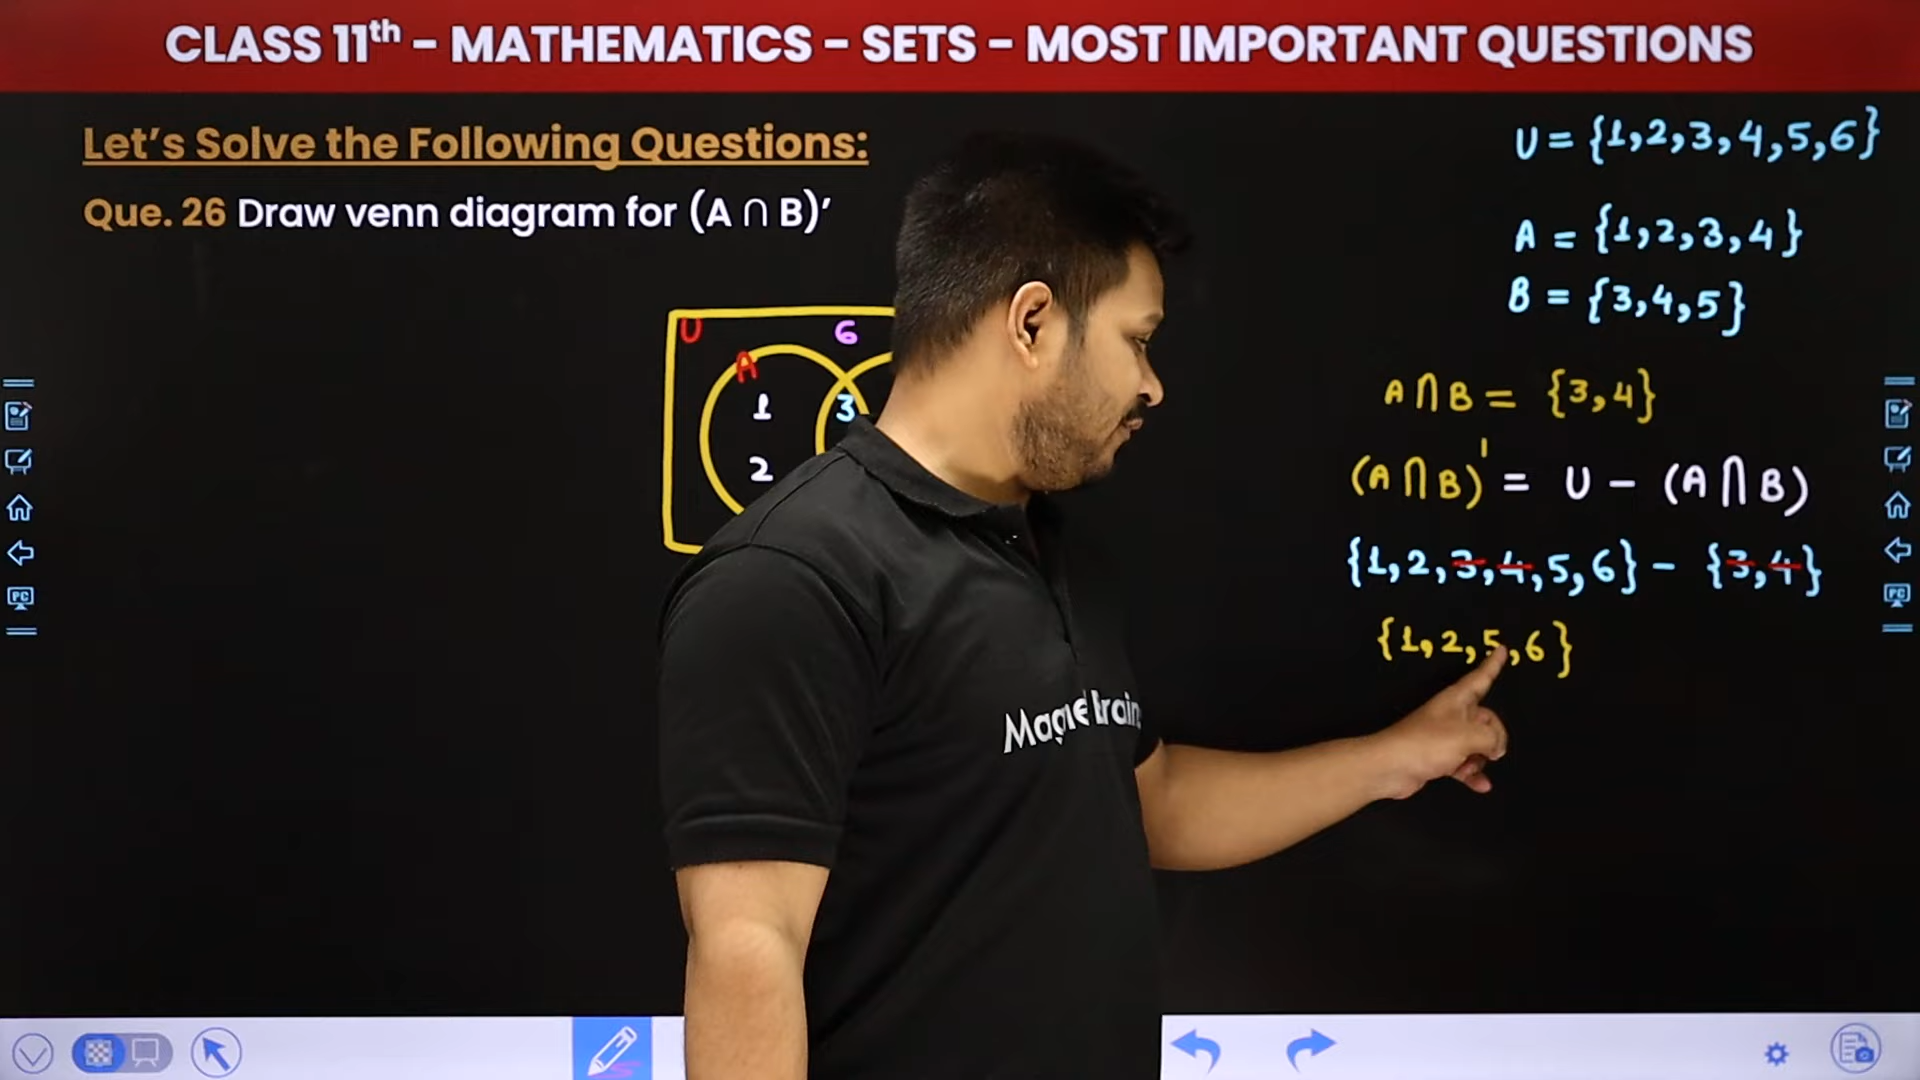 CLASS 11th – MATHEMATICS – SETS – MOST IMPORTANT QUESTIONS
Let's Solve the Following Questions:
Que. 26 Draw venn diagram for (A ∩ B)′
U
6
A
1
3
2
U = {1,2,3,4,5,6}
A = {1,2,3,4}
B = {3,4,5}
A∩B = {3,4}
(A∩B)' = U – (A∩B)
{1,2,3,4,5,6} – {3,4}
{1,2,5,6}
PC
PC